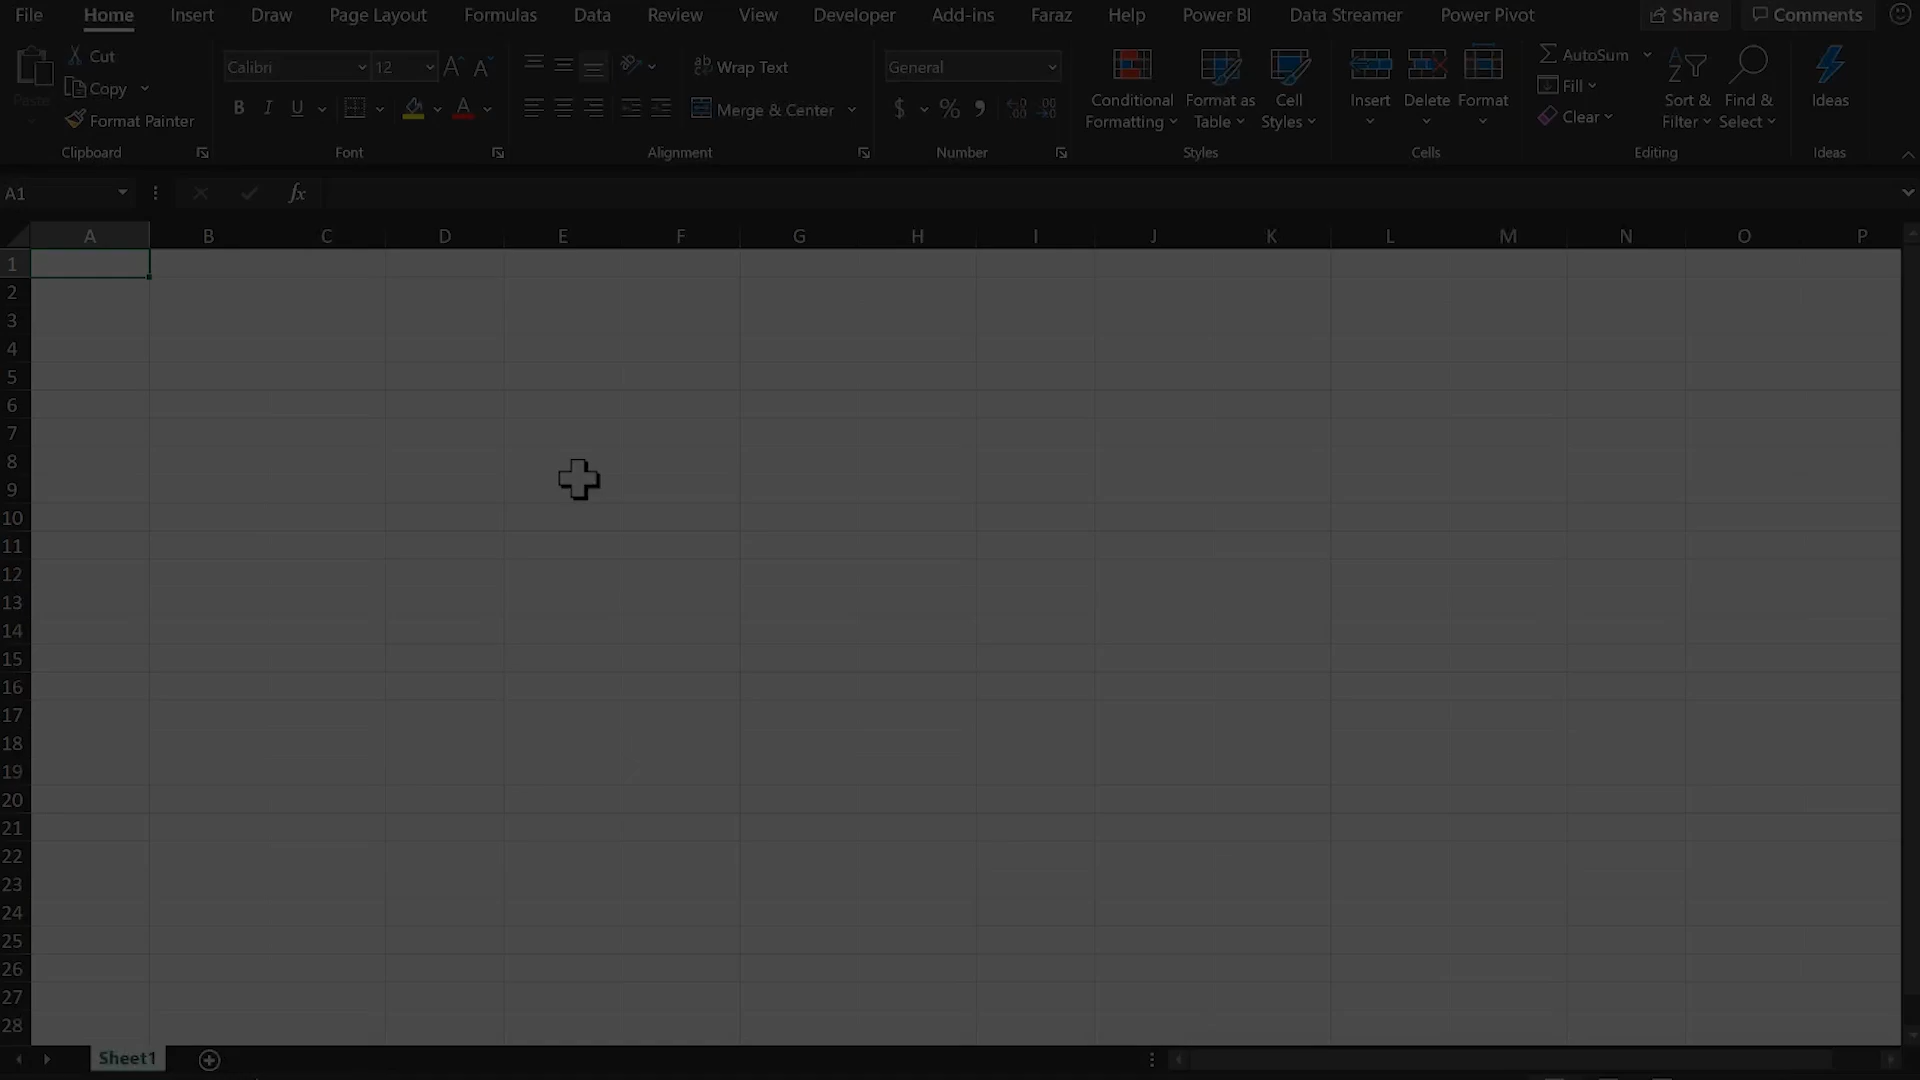 File Home Insert Draw Page Layout Formulas Data Review View Developer Add-ins Faraz Help Power BI Data Streamer Power Pivot Share Comments
Paste
Cut
Copy
Format Painter
Clipboard
Calibri 12
B I U
Font
Wrap Text
Merge & Center
Alignment
General
$ % 9
Number
Conditional Formatting
Format as Table
Cell Styles
Styles
Insert Delete Format
Cells
AutoSum
Fill
Clear
Sort & Filter
Find & Select
Editing
Ideas
Ideas
A1 fx
A B C D E F G H I J K L M N O P
1
2
3
4
5
6
7
8
9
10
11
12
13
14
15
16
17
18
19
20
21
22
23
24
25
26
27
28
Sheet1